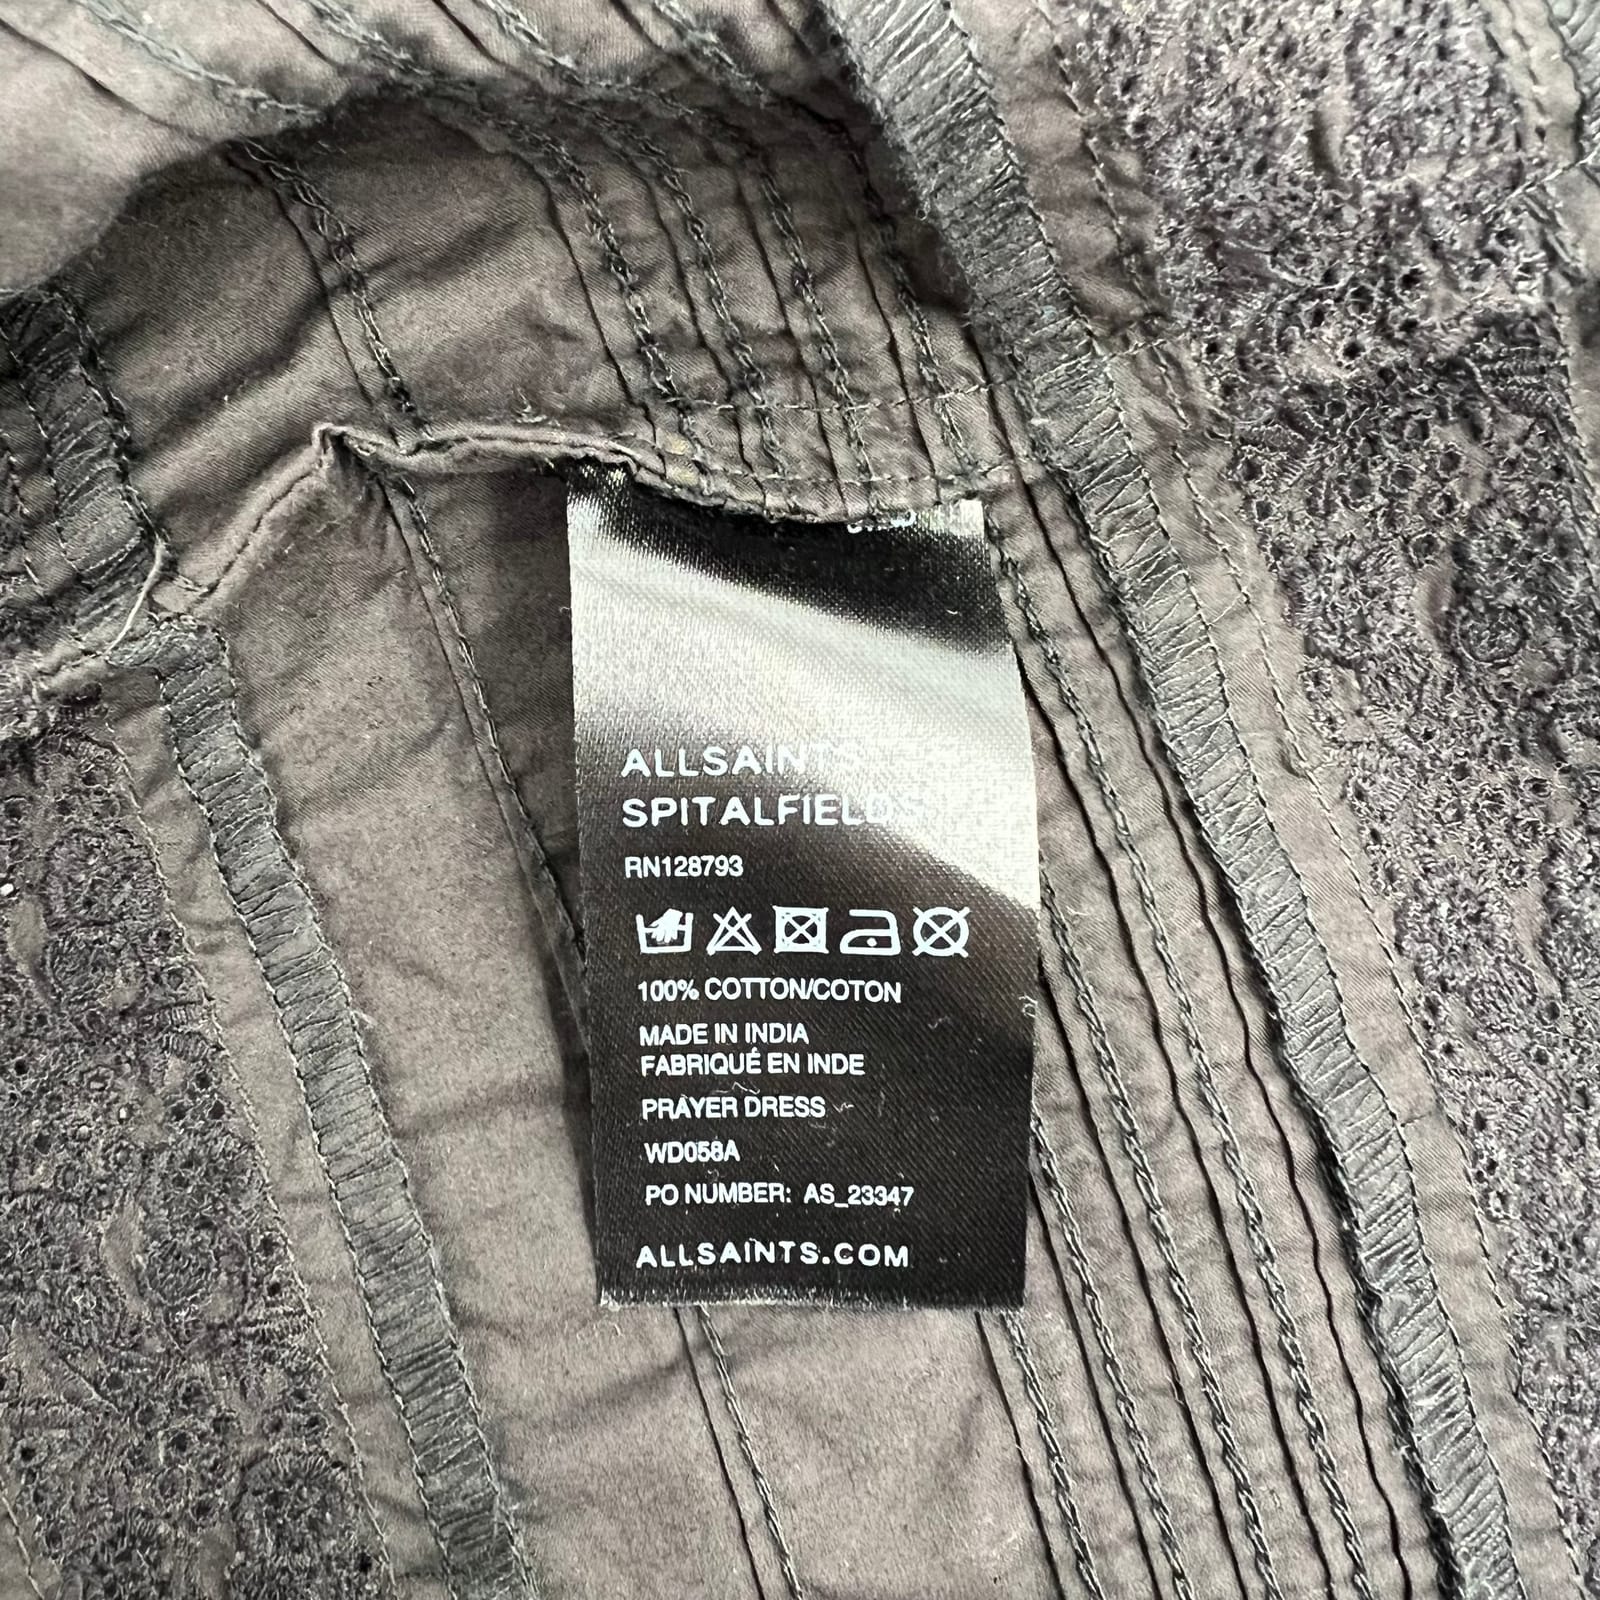 ALLSAINTS
SPITALFIELDS
RN128793
100% COTTON/COTON
MADE IN INDIA
FABRIQUÉ EN INDE
PRAYER DRESS
WD058A
PO NUMBER: AS_23347
ALLSAINTS.COM